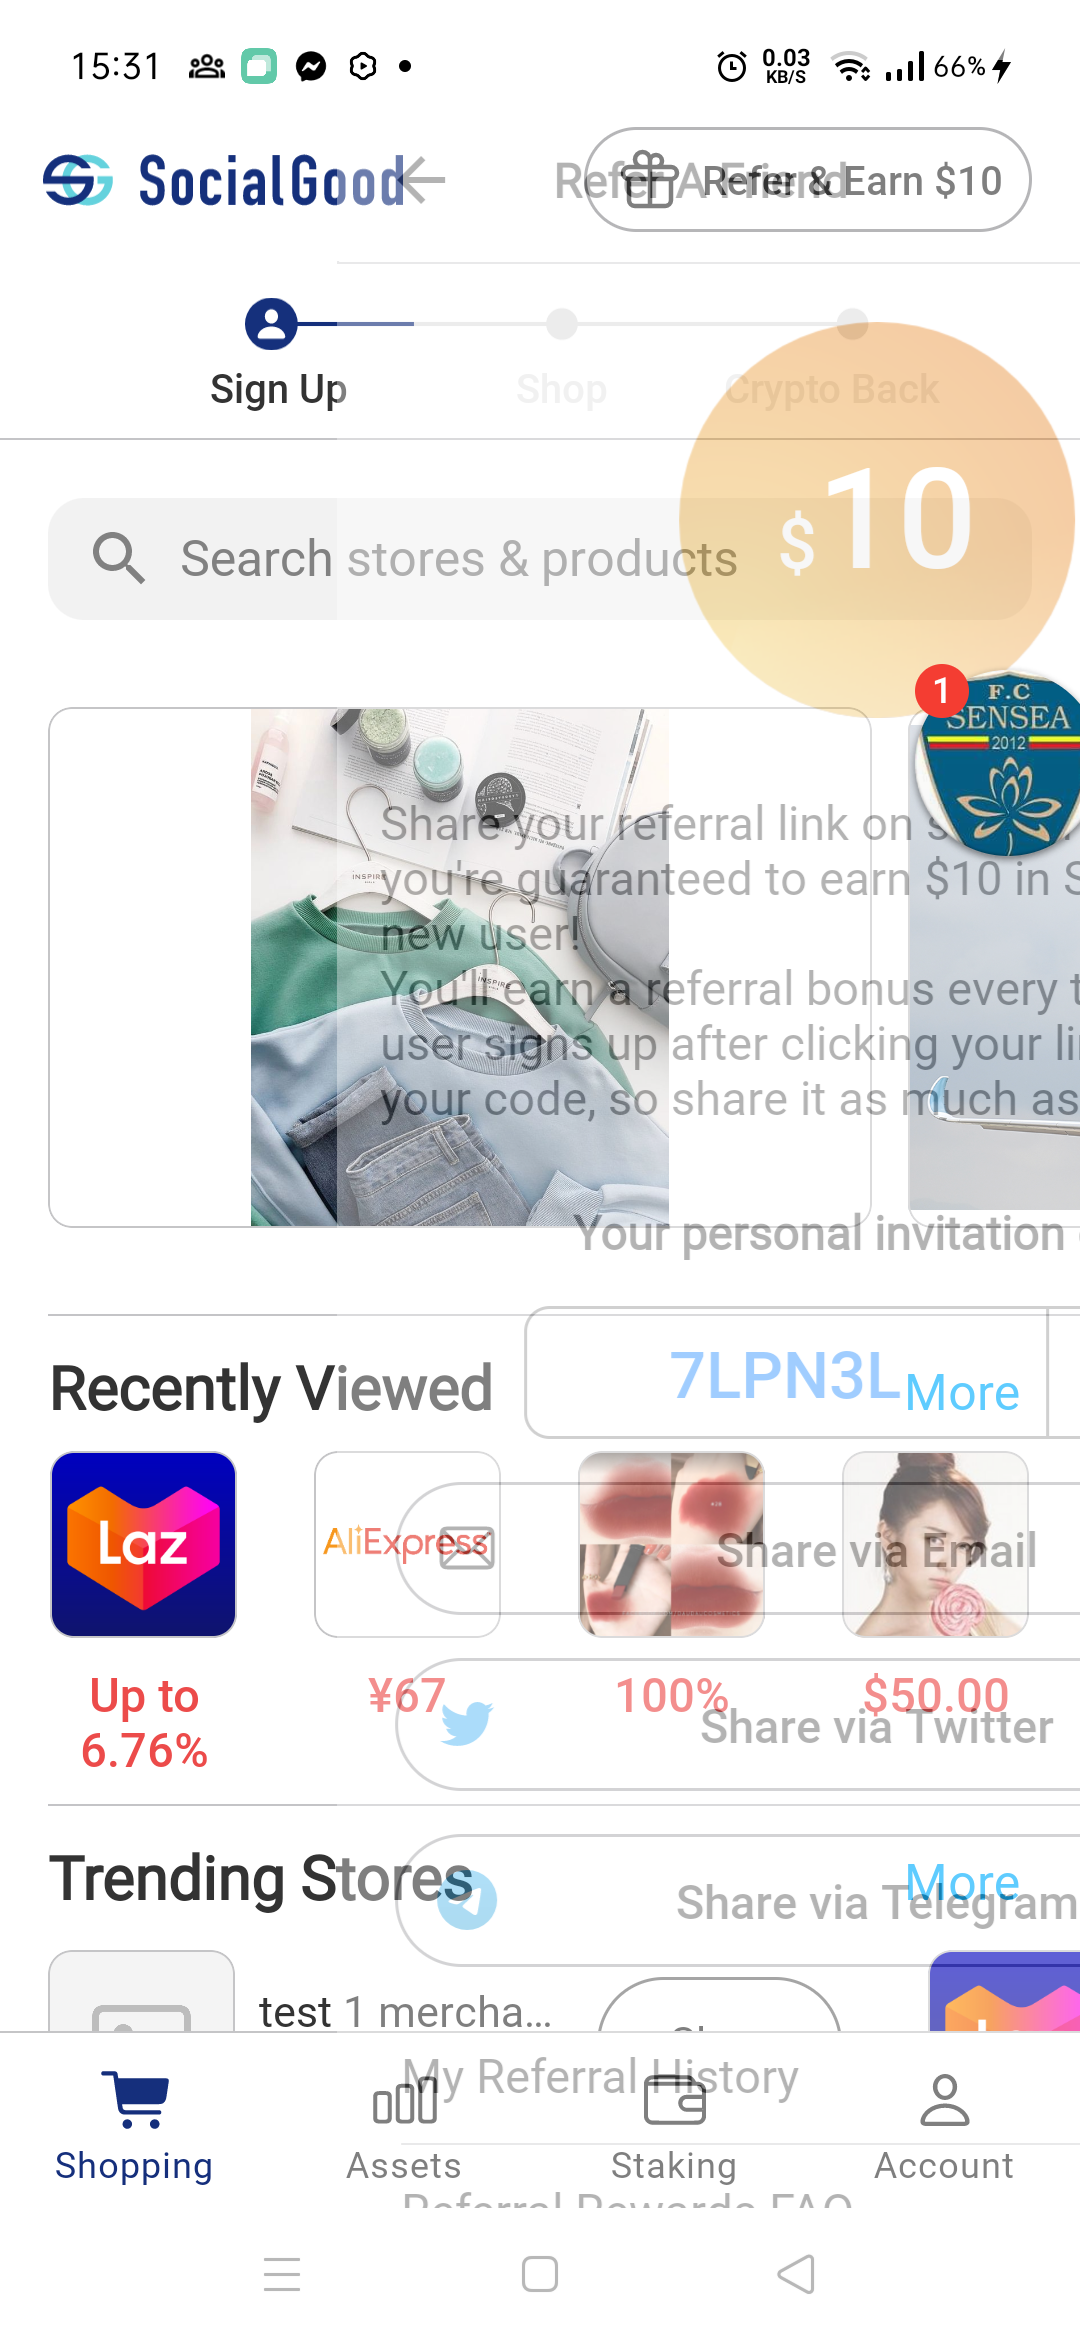 15:31
0.03
KB/S
66%
SocialGood
Refer A Friend
Refer & Earn $10
Sign Up
Shop
Crypto Back
$10
Search stores & products
1
F.C
SENSEA
2012
INSPIRE
INSPIRE
Share your referral link on s
you're guaranteed to earn $10 in S
new user!
You'll earn a referral bonus every t
user signs up after clicking your li
your code, so share it as much as
Your personal invitation
7LPN3L
Recently Viewed
More
Laz
AliExpress
Share via Email
Up to
6.76%
¥67
100%
$50.00
Share via Twitter
Trending Stores
More
Share via Telegram
test 1 mercha...
My Referral History
Shopping
Assets
Staking
Account
Referral Rewards FAQ